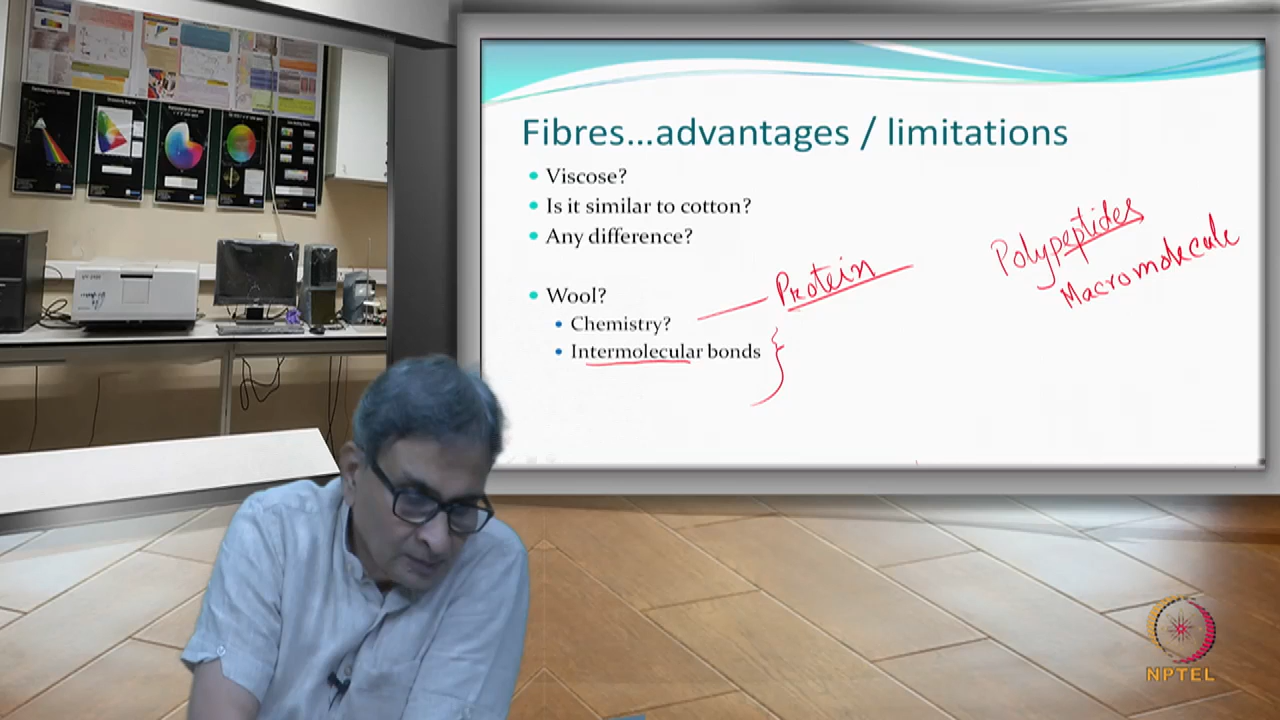 Fibres...advantages / limitations
Viscose?
Is it similar to cotton?
Any difference?
Wool?
Chemistry?
Intermolecular bonds
Protein
Polypeptides
Macromolecule
NPTEL